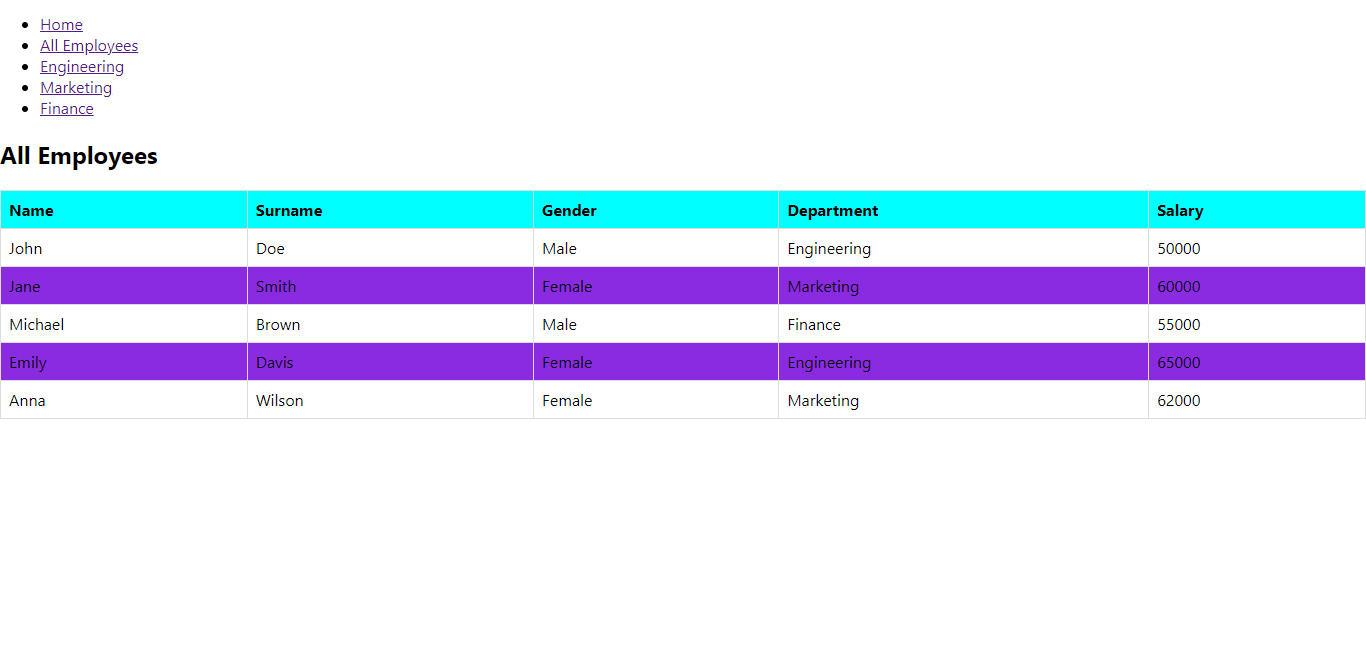 Home
All Employees
Engineering
Marketing
Finance
All Employees
Name Surname Gender Department Salary
John Doe Male Engineering 50000
Jane Smith Female Marketing 60000
Michael Brown Male Finance 55000
Emily Davis Female Engineering 65000
Anna Wilson Female Marketing 62000